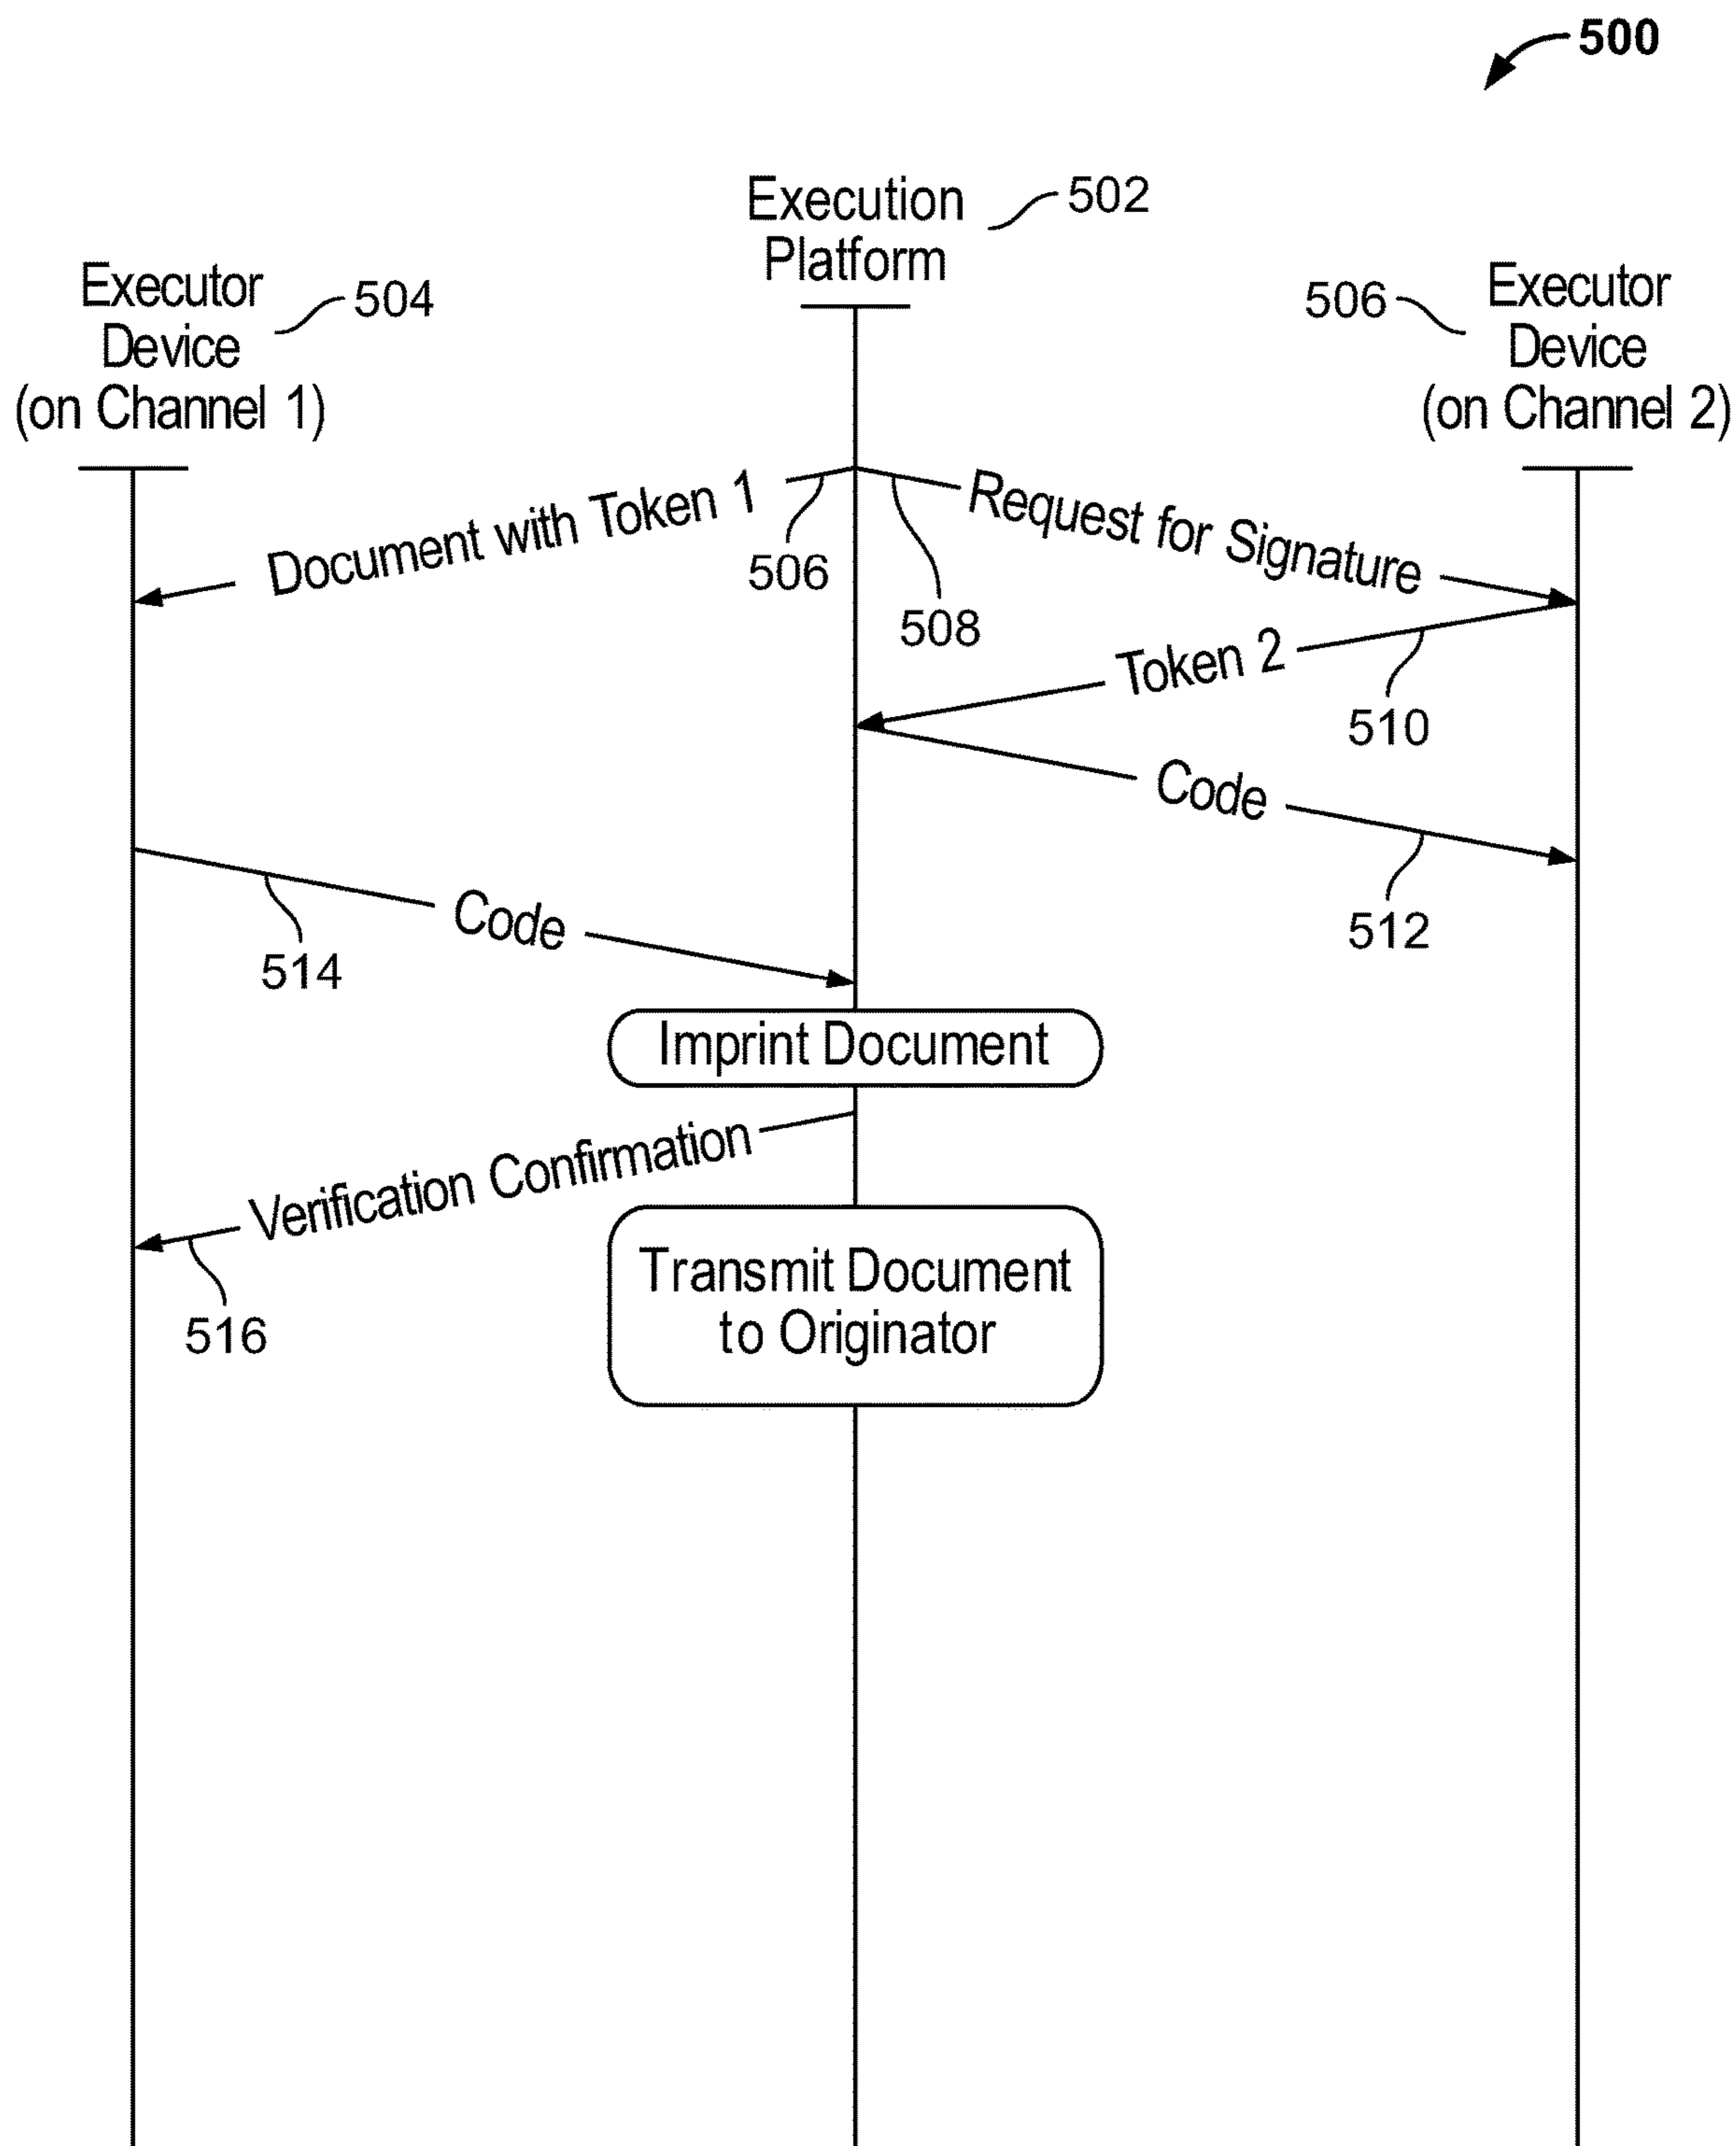 500
Execution
Platform
502
Executor
Device
(on Channel 1)
504
506
Executor
Device
(on Channel 2)
Document with Token 1
506
Request for Signature
508
Token 2
510
Code
512
Code
514
Imprint Document
Verification Confirmation
516
Transmit Document
to Originator